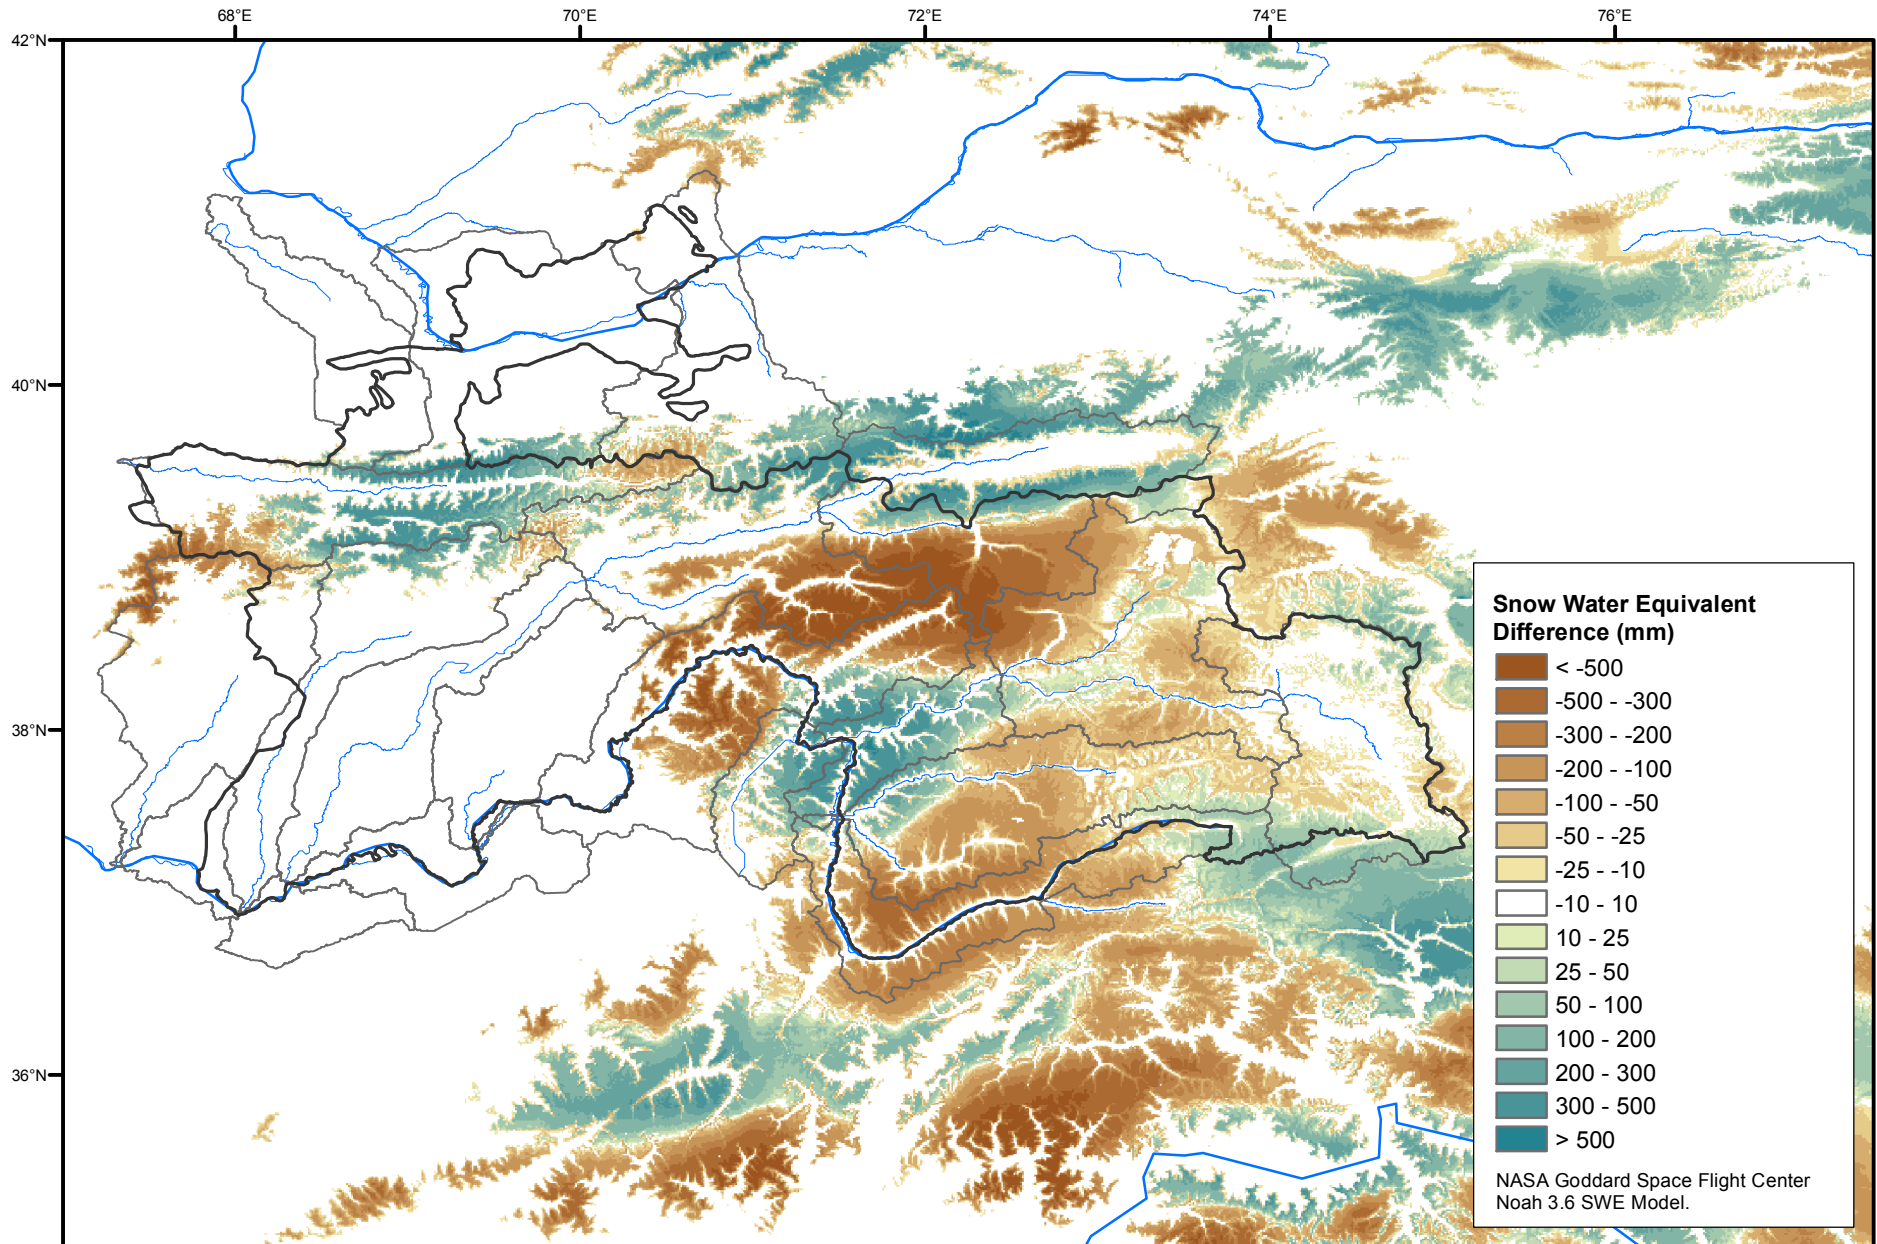 68°E 70°E 72°E 74°E 76°E
42°N
40°N
38°N
36°N
Snow Water Equivalent
Difference (mm)
< -500
-500 - -300
-300 - -200
-200 - -100
-100 - -50
-50 - -25
-25 - -10
-10 - 10
10 - 25
25 - 50
50 - 100
100 - 200
200 - 300
300 - 500
> 500
NASA Goddard Space Flight Center
Noah 3.6 SWE Model.